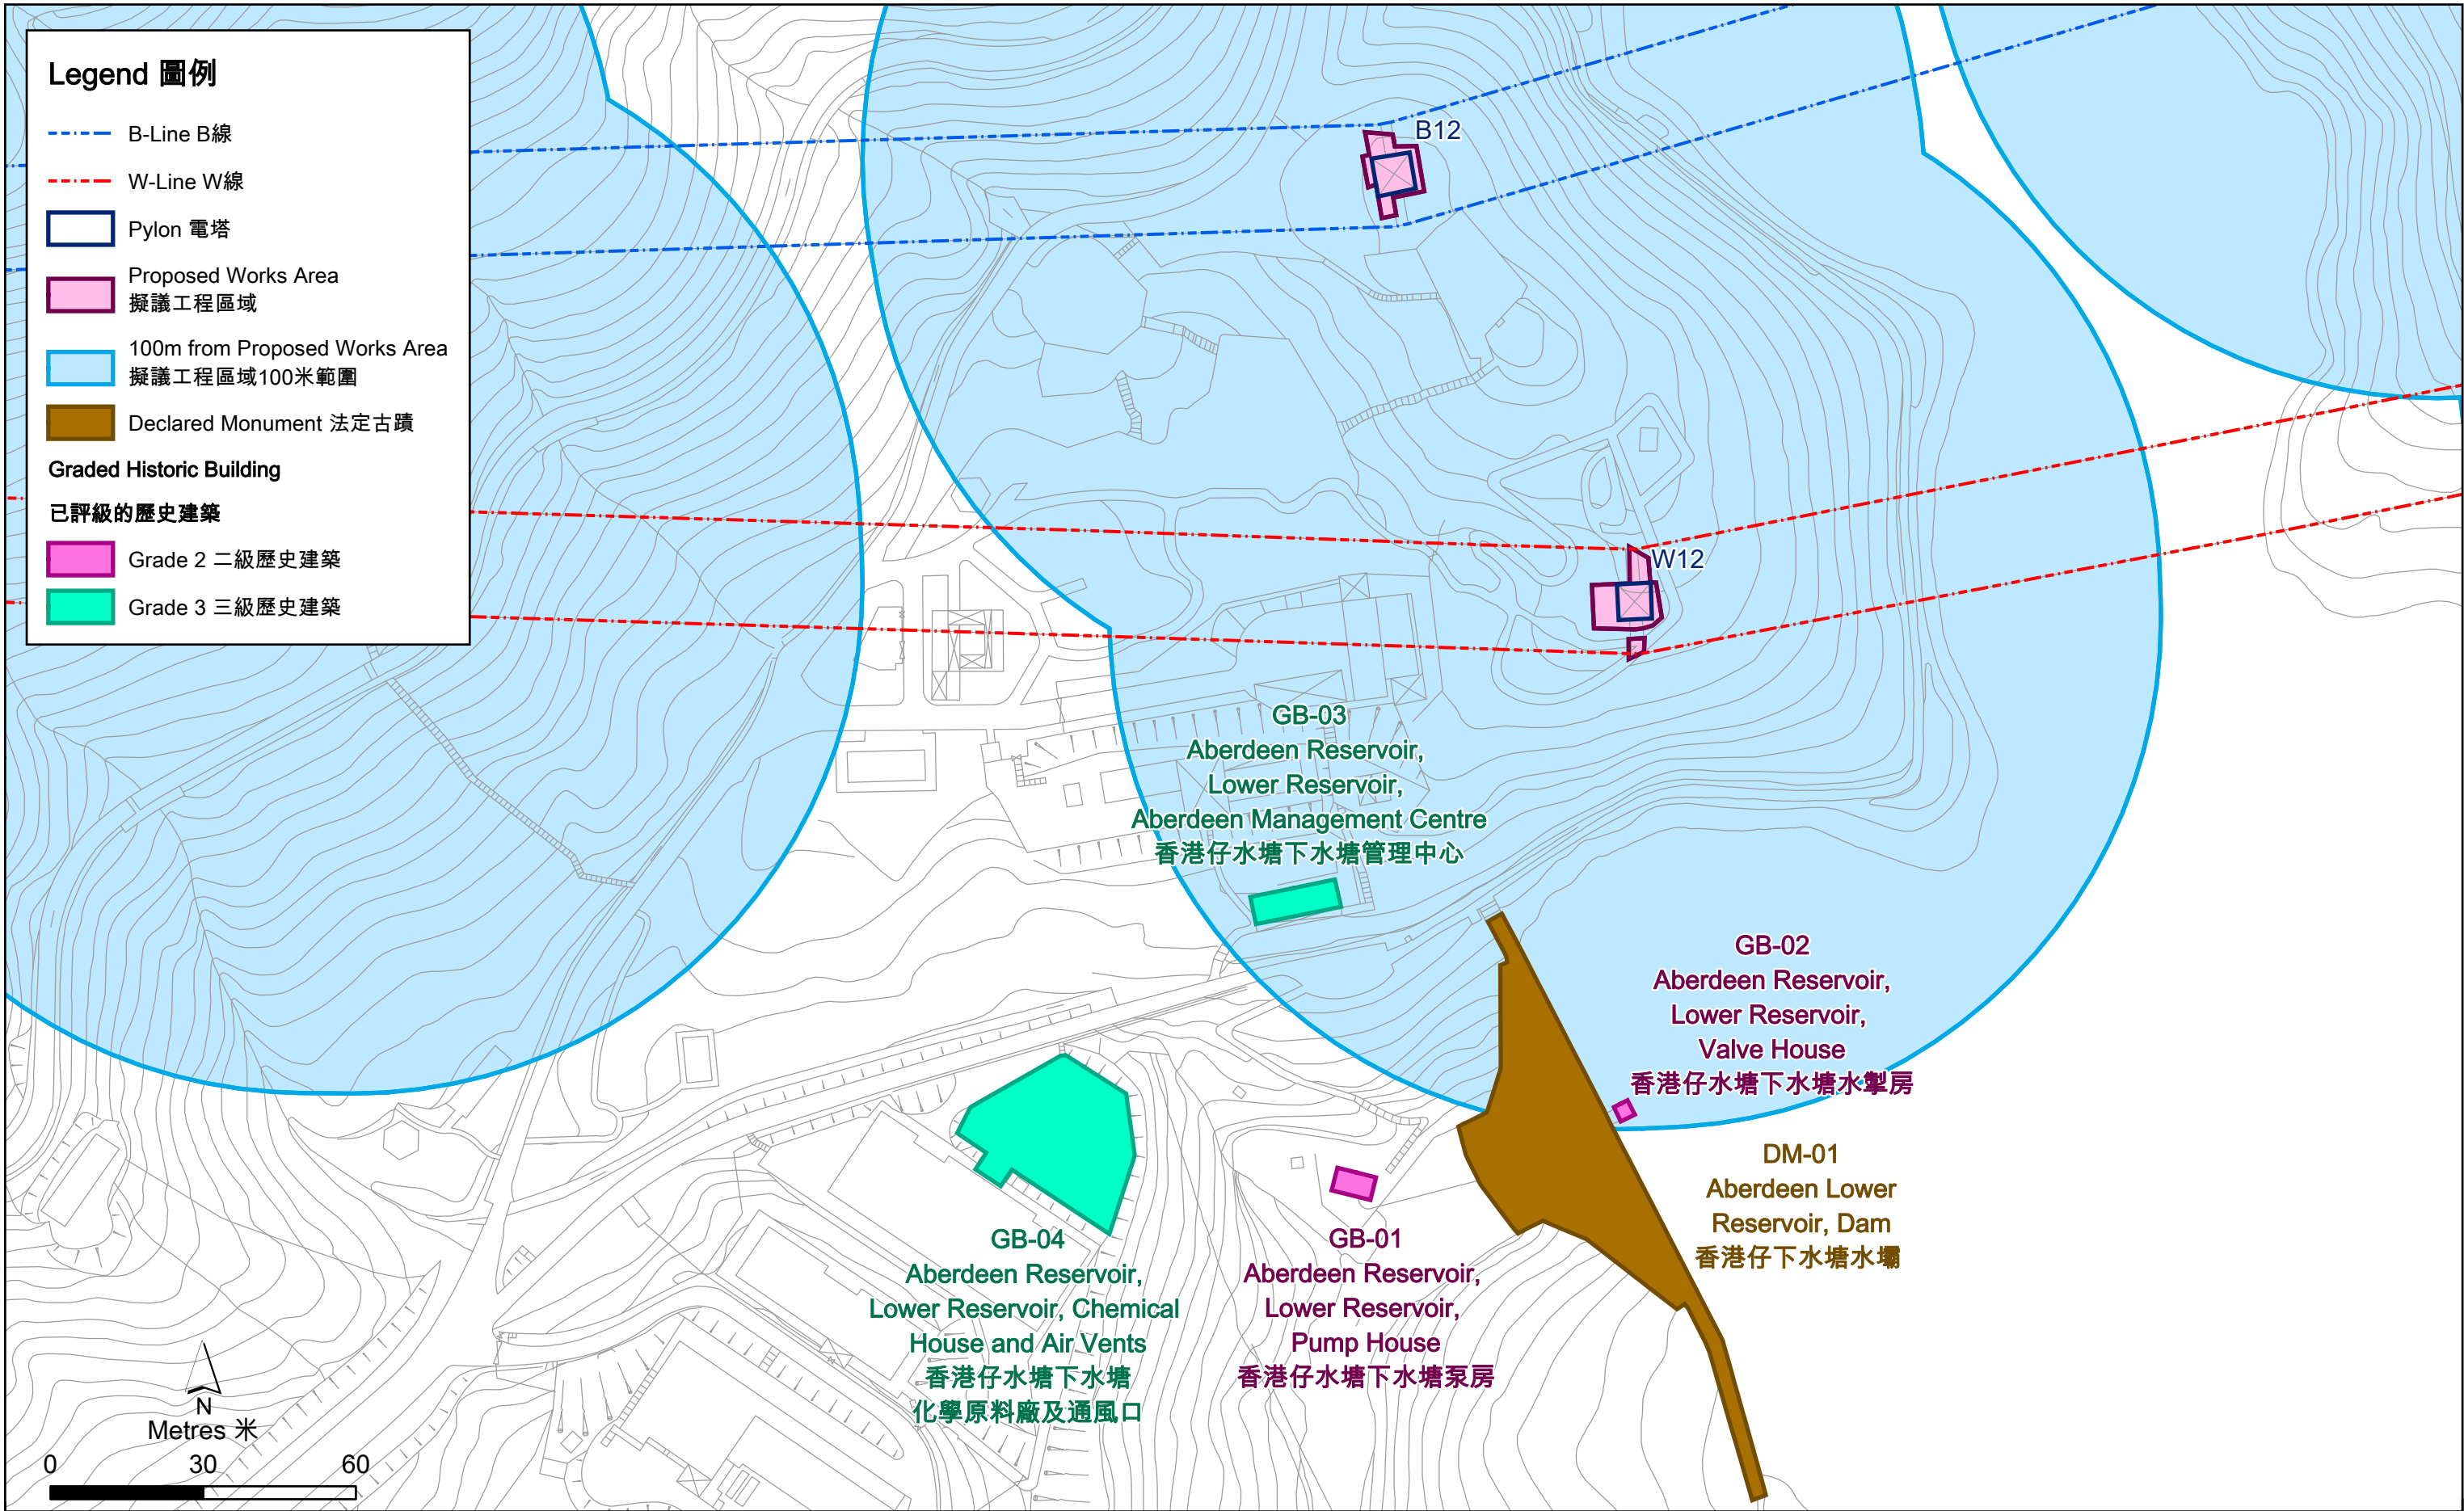 Legend 圖例
B-Line B線
W-Line W線
Pylon 電塔
Proposed Works Area
擬議工程區域
100m from Proposed Works Area
擬議工程區域100米範圍
Declared Monument 法定古蹟
Graded Historic Building
已評級的歷史建築
Grade 2 二級歷史建築
Grade 3 三級歷史建築
B12
W12
GB-03
Aberdeen Reservoir,
Lower Reservoir,
Aberdeen Management Centre
香港仔水塘下水塘管理中心
GB-02
Aberdeen Reservoir,
Lower Reservoir,
Valve House
香港仔水塘下水塘水掣房
DM-01
Aberdeen Lower
Reservoir, Dam
香港仔下水塘水壩
GB-04
Aberdeen Reservoir,
Lower Reservoir, Chemical
House and Air Vents
香港仔水塘下水塘
化學原料廠及通風口
GB-01
Aberdeen Reservoir,
Lower Reservoir,
Pump House
香港仔水塘下水塘泵房
N
Metres 米
0 30 60